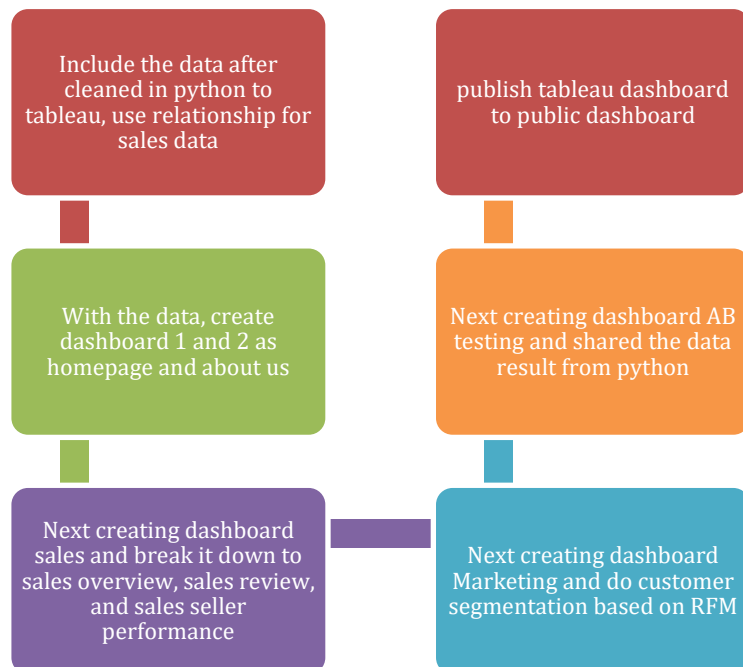 Include the data after
cleaned in python to
tableau, use relationship for
sales data
With the data, create
dashboard 1 and 2 as
homepage and about us
Next creating dashboard
sales and break it down to
sales overview, sales review,
and sales seller
performance
Next creating dashboard
Marketing and do customer
segmentation based on RFM
Next creating dashboard AB
testing and shared the data
result from python
publish tableau dashboard
to public dashboard